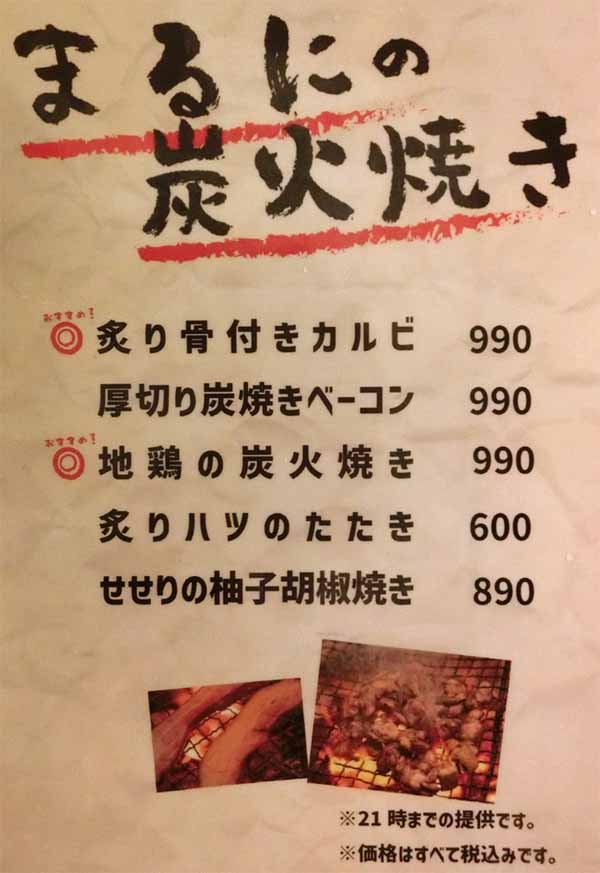 まるにの
炭火焼き
おすすめ!
◎ 炙り骨付きカルビ 990
厚切り炭焼きベーコン 990
おすすめ!
◎ 地鶏の炭火焼き 990
炙りハツのたたき 600
せせりの柚子胡椒焼き 890
※21時までの提供です。
※価格はすべて税込みです。